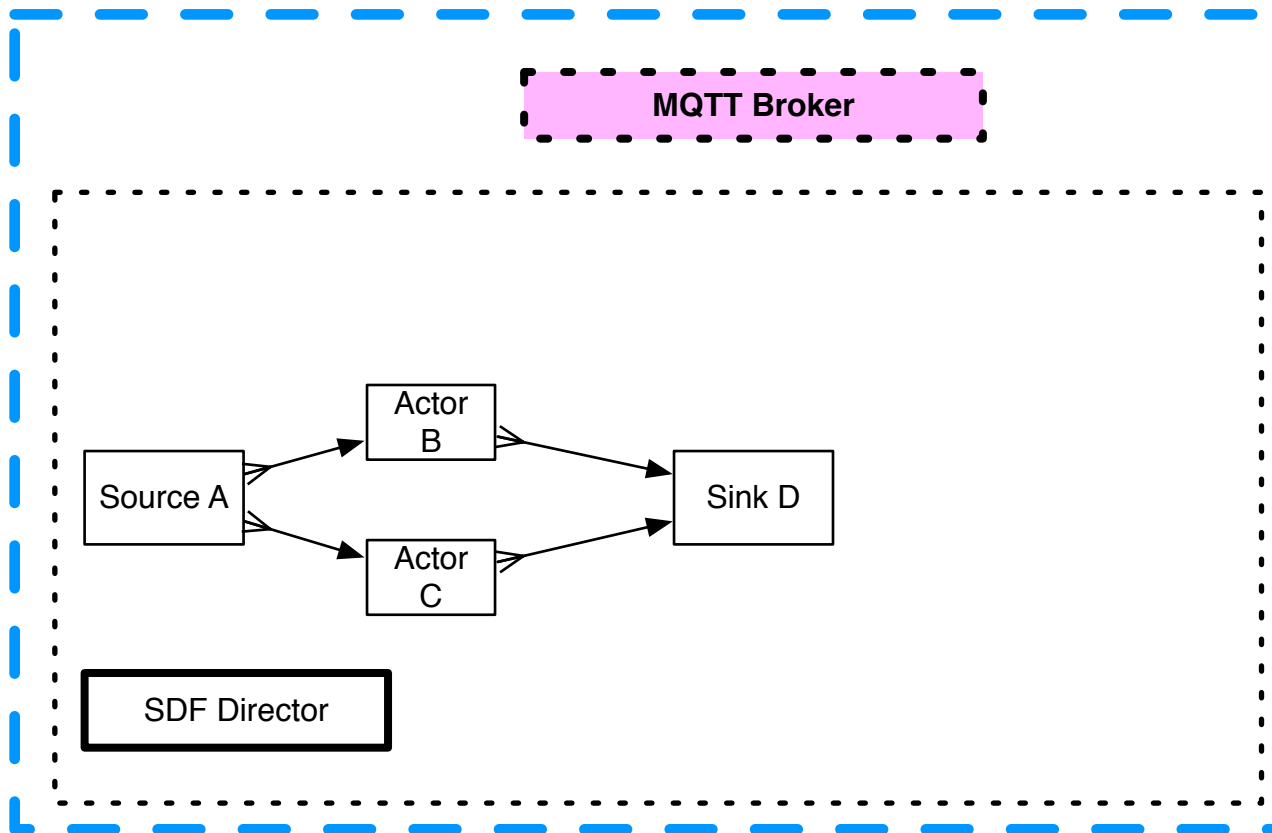 MQTT Broker
Actor
B
Source A
Sink D
Actor
C
SDF Director